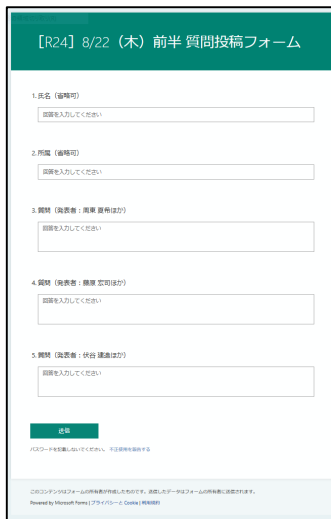 [R24] 8/22（木）前半 質問投稿フォーム
1. 氏名（省略可）
回答を入力してください
2. 所属（省略可）
回答を入力してください
3. 質問（発表者：周東 夏希ほか）
回答を入力してください
4. 質問（発表者：藤原 宏司ほか）
回答を入力してください
5. 質問（発表者：伏谷 建造ほか）
回答を入力してください
送信
パスワードを記載しないでください。 不正使用を報告する
このコンテンツはフォームの所有者が作成したものです。送信したデータはフォームの所有者に送信されます。
Powered by Microsoft Forms | プライバシーと Cookie | 利用規約